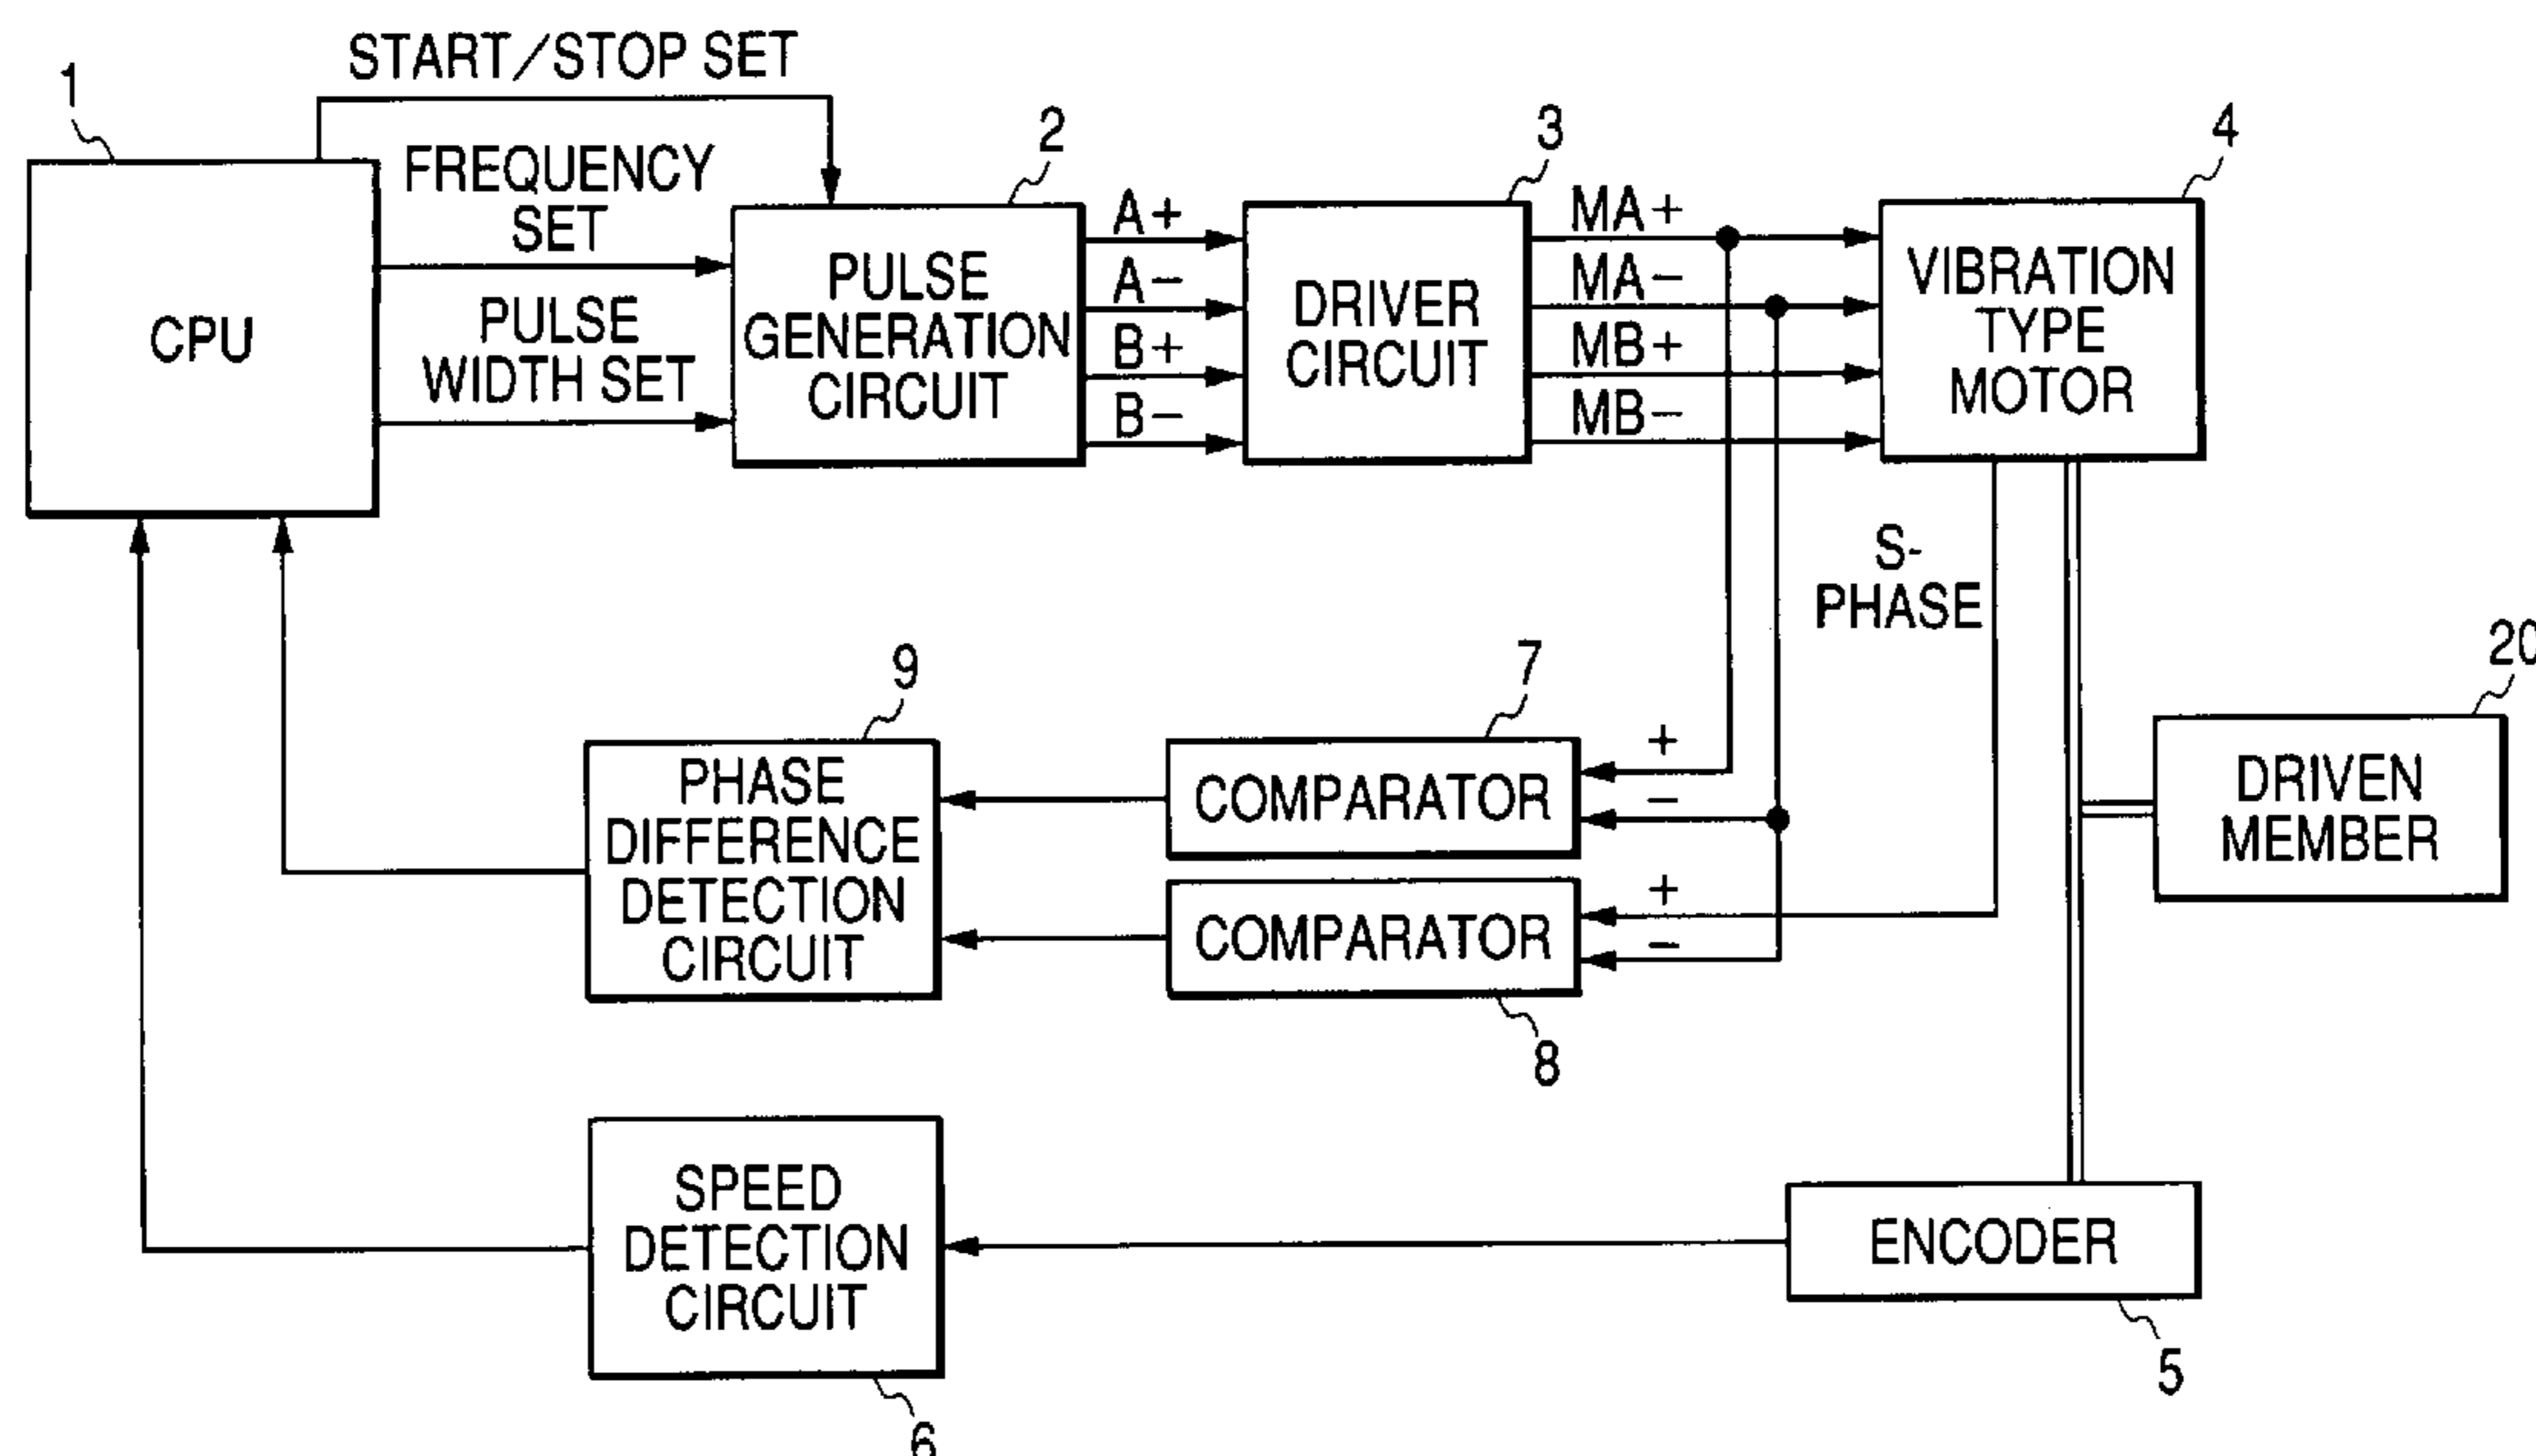 START/STOP SET
1
FREQUENCY
SET
PULSE
WIDTH SET
CPU
2
PULSE
GENERATION
CIRCUIT
A+
A−
B+
B−
3
DRIVER
CIRCUIT
MA+
MA−
MB+
MB−
4
VIBRATION
TYPE
MOTOR
S-
PHASE
20
DRIVEN
MEMBER
9
PHASE
DIFFERENCE
DETECTION
CIRCUIT
7
COMPARATOR
+
−
COMPARATOR
+
−
8
SPEED
DETECTION
CIRCUIT
6
ENCODER
5